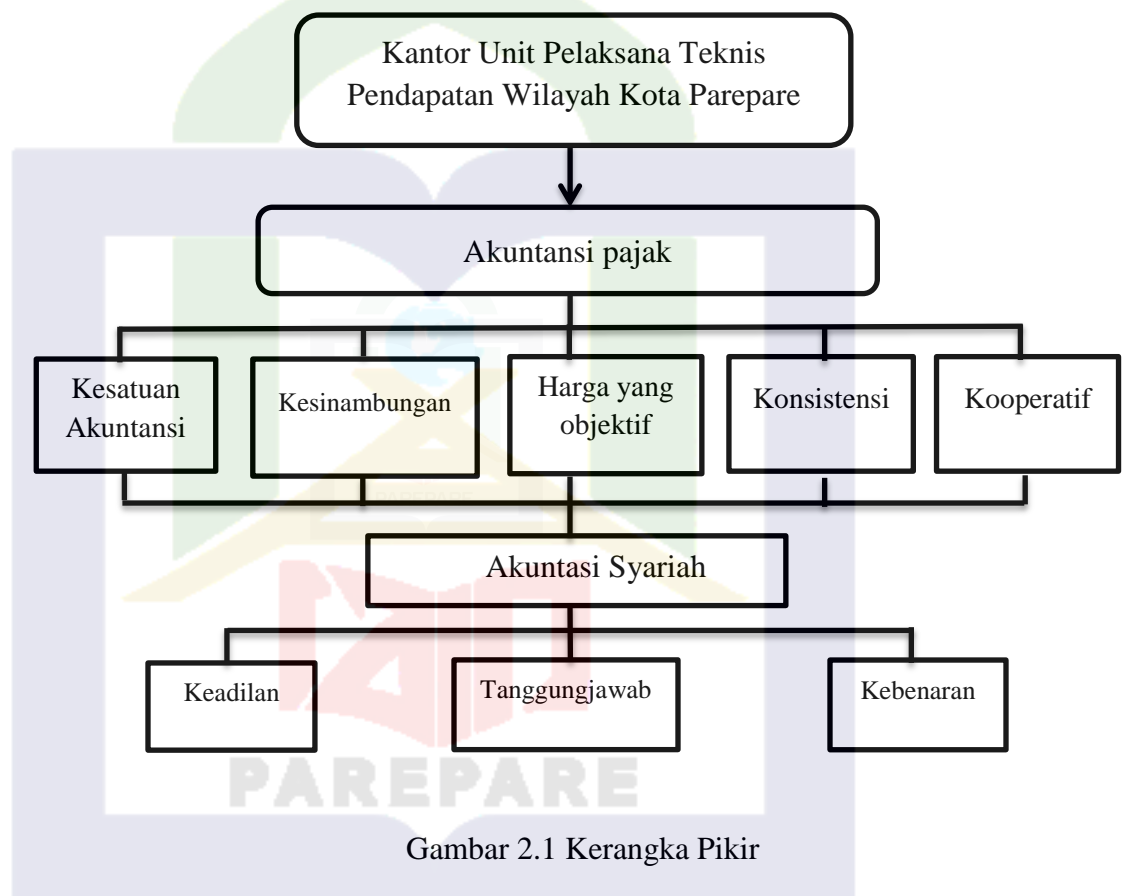 Kantor Unit Pelaksana Teknis
Pendapatan Wilayah Kota Parepare
Akuntansi pajak
Kesatuan
Akuntansi
Kesinambungan
Harga yang
objektif
Konsistensi
Kooperatif
Akuntasi Syariah
Keadilan
Tanggungjawab
Kebenaran
PAREPARE
Gambar 2.1 Kerangka Pikir